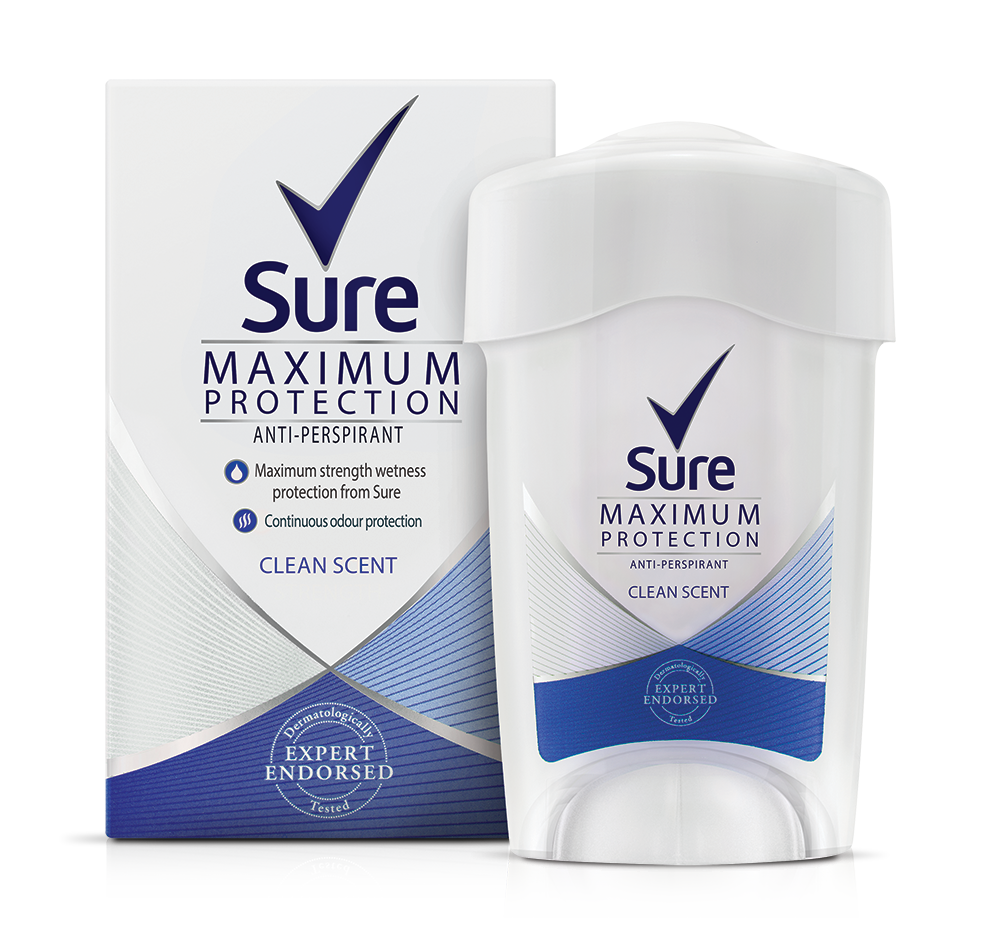 Sure
MAXIMUM
PROTECTION
ANTI-PERSPIRANT
Maximum strength wetness
protection from Sure
Continuous odour protection
CLEAN SCENT
Dermatologically
EXPERT
ENDORSED
Tested
Sure
MAXIMUM
PROTECTION
ANTI-PERSPIRANT
CLEAN SCENT
Dermatologically
EXPERT
ENDORSED
Tested